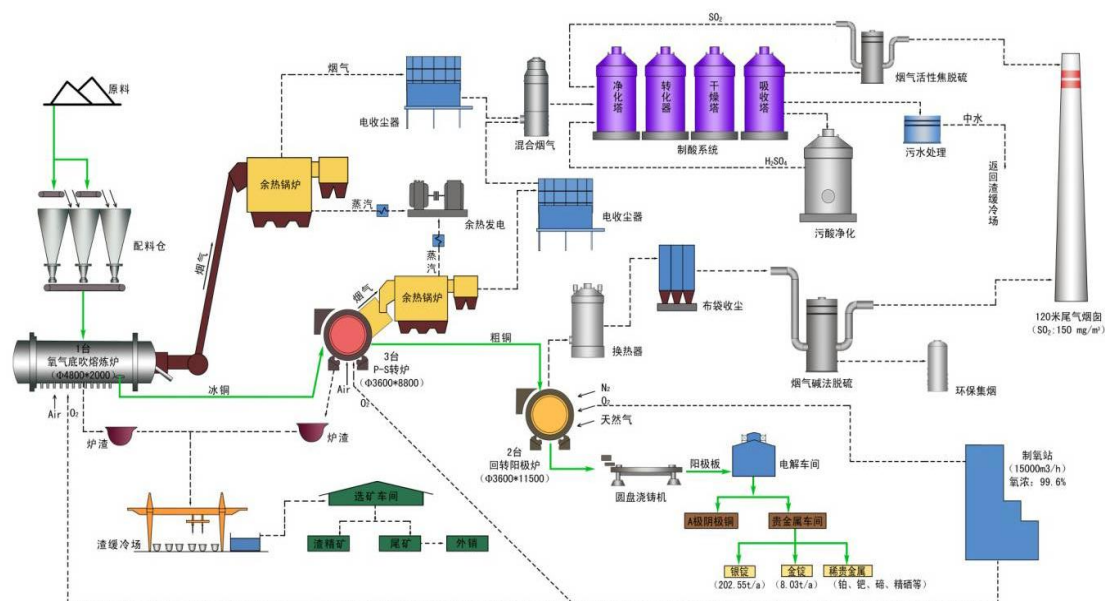 原料
配料仓
1台
氧气底吹熔炼炉
(Φ4800*2000)
Air
O₂
炉渣
烟气
烟气
余热锅炉
蒸汽
余热发电
蒸汽
电收尘器
混合烟气
SO₂
净化塔
转化器
干燥塔
吸收塔
制酸系统
H₂SO₄
污酸净化
烟气活性焦脱硫
污水处理
中水
返回渣缓冷场
120米尾气烟囱
(SO₂:150 mg/m³)
电收尘器
烟气
余热锅炉
3台
P-S转炉
(Φ3600*8800)
Air
O₂
冰铜
炉渣
粗铜
换热器
布袋收尘
烟气碱法脱硫
环保集烟
N₂
O₂
天然气
2台
回转阳极炉
(Φ3600*11500)
圆盘浇铸机
阳极板
电解车间
A极阴极铜
贵金属车间
银锭
(202.55t/a)
金锭
(8.03t/a)
稀贵金属
(铂、钯、碲、精硒等)
制氧站
(15000m3/h)
氧浓: 99.6%
渣缓冷场
选矿车间
渣精矿
尾矿
外销